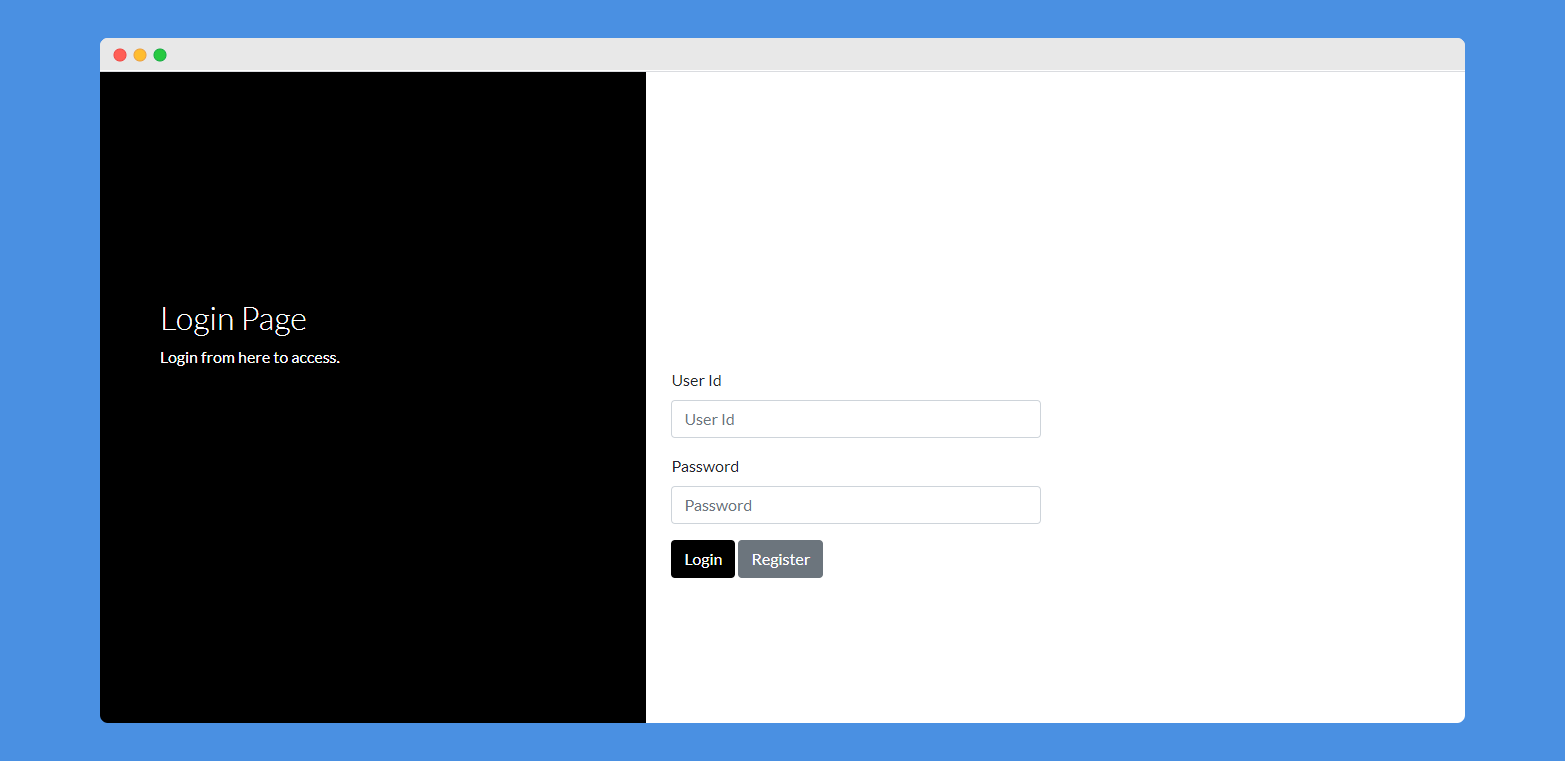 Login Page
Login from here to access.
User Id
User Id
Password
Password
Login Register